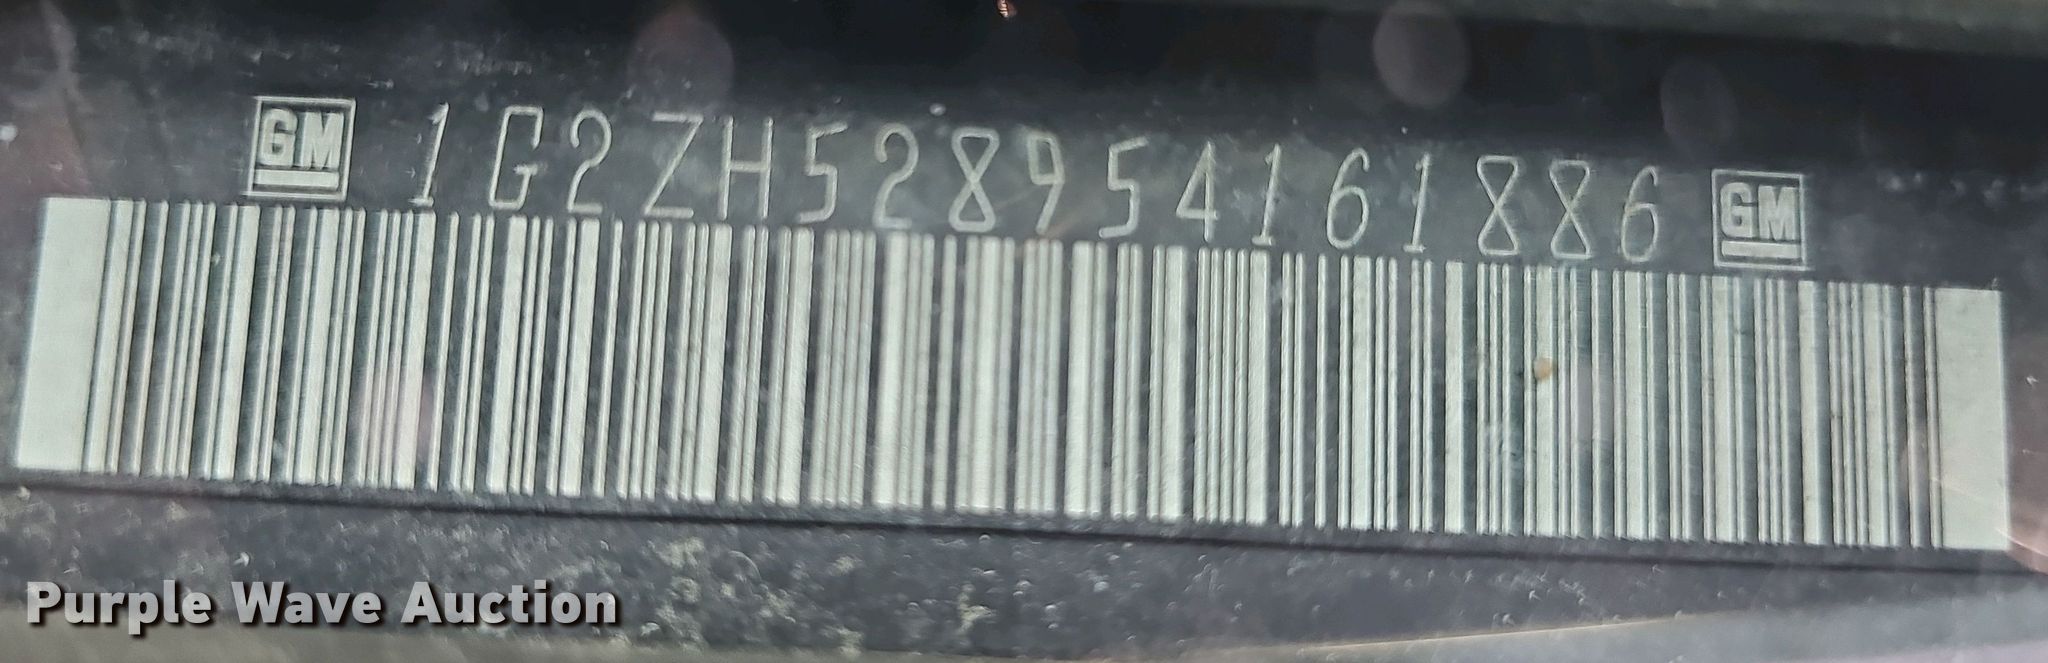 GM 1G2ZH528954161886 GM
Purple Wave Auction